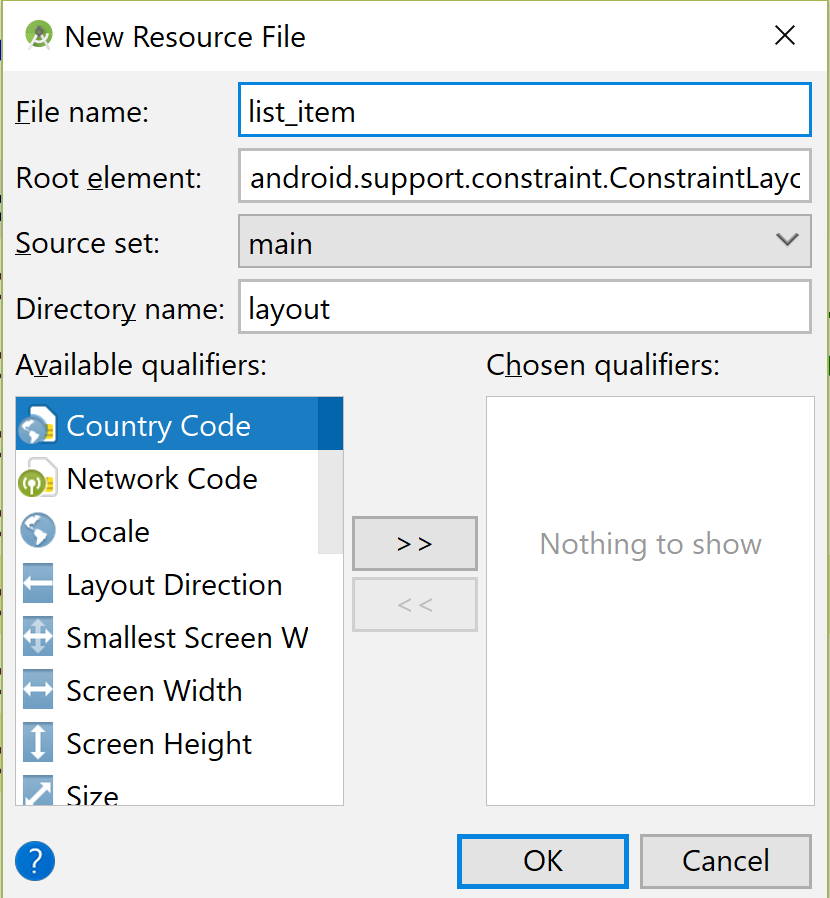 New Resource File
File name: list_item
Root element: android.support.constraint.ConstraintLayc
Source set: main
Directory name: layout
Available qualifiers: Chosen qualifiers:
Country Code
Network Code
Locale
>>
Nothing to show
Layout Direction
<<
Smallest Screen W
Screen Width
Screen Height
Size
?
OK Cancel